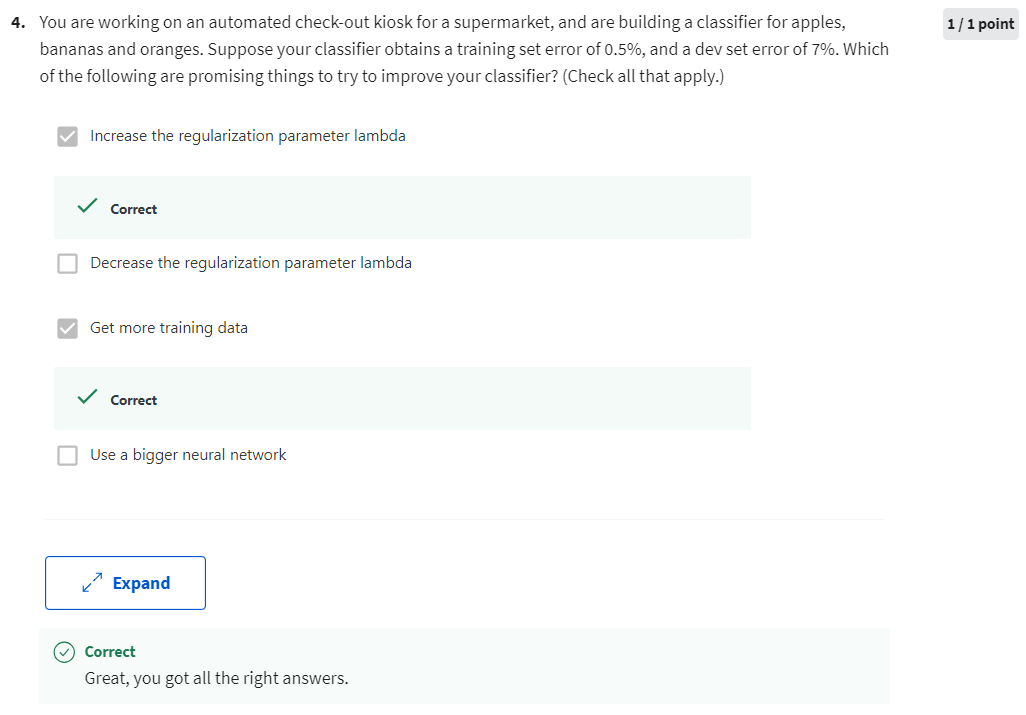 4. You are working on an automated check-out kiosk for a supermarket, and are building a classifier for apples,
1 / 1 point
bananas and oranges. Suppose your classifier obtains a training set error of 0.5%, and a dev set error of 7%. Which
of the following are promising things to try to improve your classifier? (Check all that apply.)
Increase the regularization parameter lambda
Correct
Decrease the regularization parameter lambda
Get more training data
Correct
Use a bigger neural network
Expand
Correct
Great, you got all the right answers.